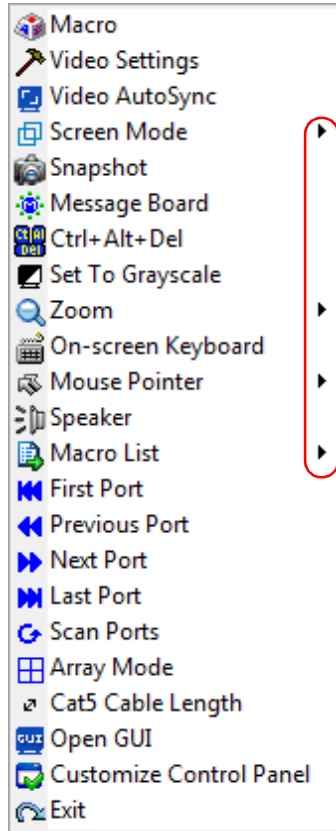 Macro
Video Settings
Video AutoSync
Screen Mode
Snapshot
Message Board
Ctrl+Alt+Del
Set To Grayscale
Zoom
On-screen Keyboard
Mouse Pointer
Speaker
Macro List
First Port
Previous Port
Next Port
Last Port
Scan Ports
Array Mode
Cat5 Cable Length
GUI Open GUI
Customize Control Panel
Exit